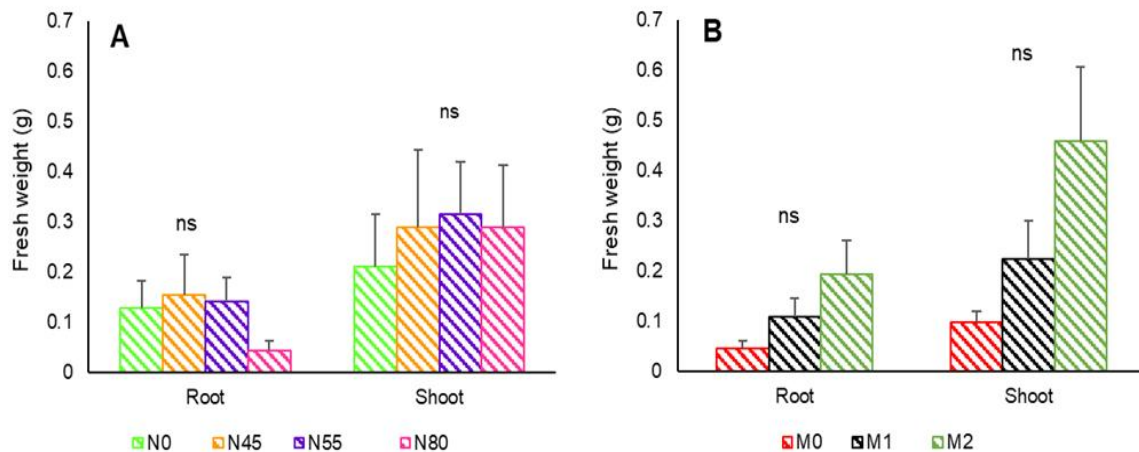 A
Fresh weight (g)
0.7
0.6
0.5
0.4
0.3
0.2
0.1
0
ns
ns
Root
Shoot
N0 N45 N55 N80
B
Fresh weight (g)
0.7
0.6
0.5
0.4
0.3
0.2
0.1
0
ns
ns
Root
Shoot
M0 M1 M2